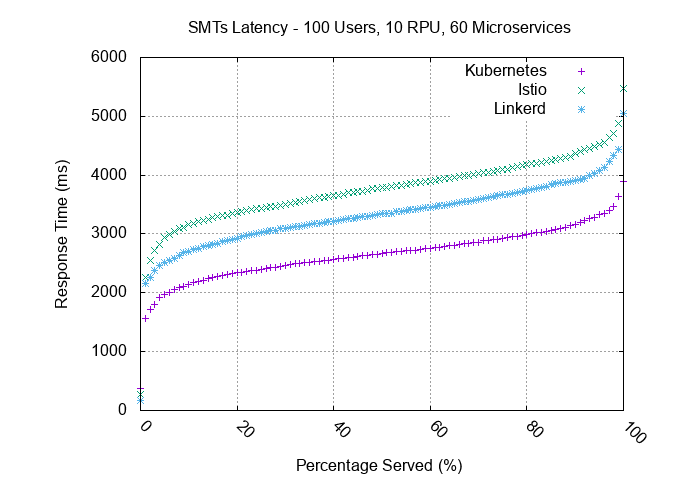 SMTs Latency - 100 Users, 10 RPU, 60 Microservices
6000
5000
4000
3000
2000
1000
0
Response Time (ms)
Kubernetes
Istio
Linkerd
0
20
40
60
80
100
Percentage Served (%)